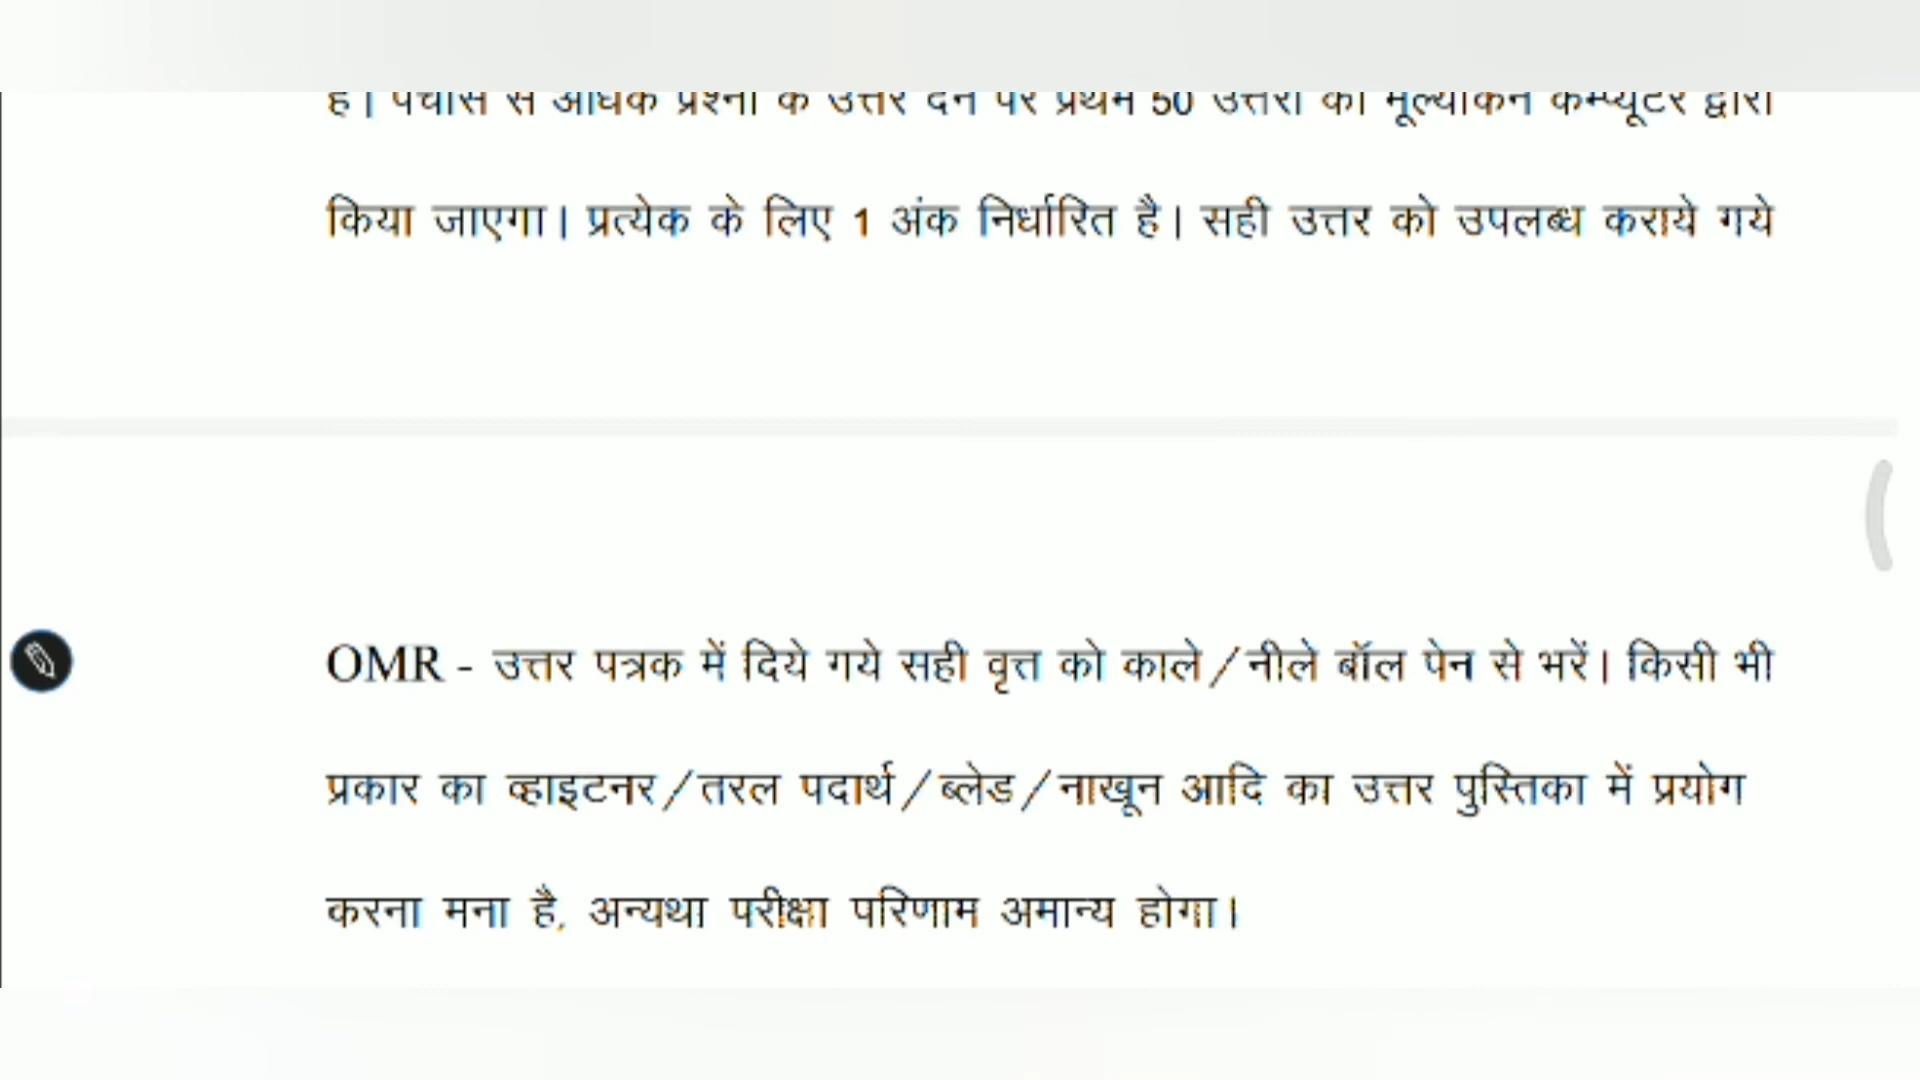 है। पचास से अधिक प्रश्नों के उत्तर देने पर प्रथम 50 उत्तरों का मूल्यांकन कम्प्यूटर द्वारा
किया जाएगा। प्रत्येक के लिए 1 अंक निर्धारित है। सही उत्तर को उपलब्ध कराये गये
OMR - उत्तर पत्रक में दिये गये सही वृत्त को काले/नीले बॉल पेन से भरें। किसी भी
प्रकार का व्हाइटनर/तरल पदार्थ/ब्लेड/नाखून आदि का उत्तर पुस्तिका में प्रयोग
करना मना है, अन्यथा परीक्षा परिणाम अमान्य होगा।